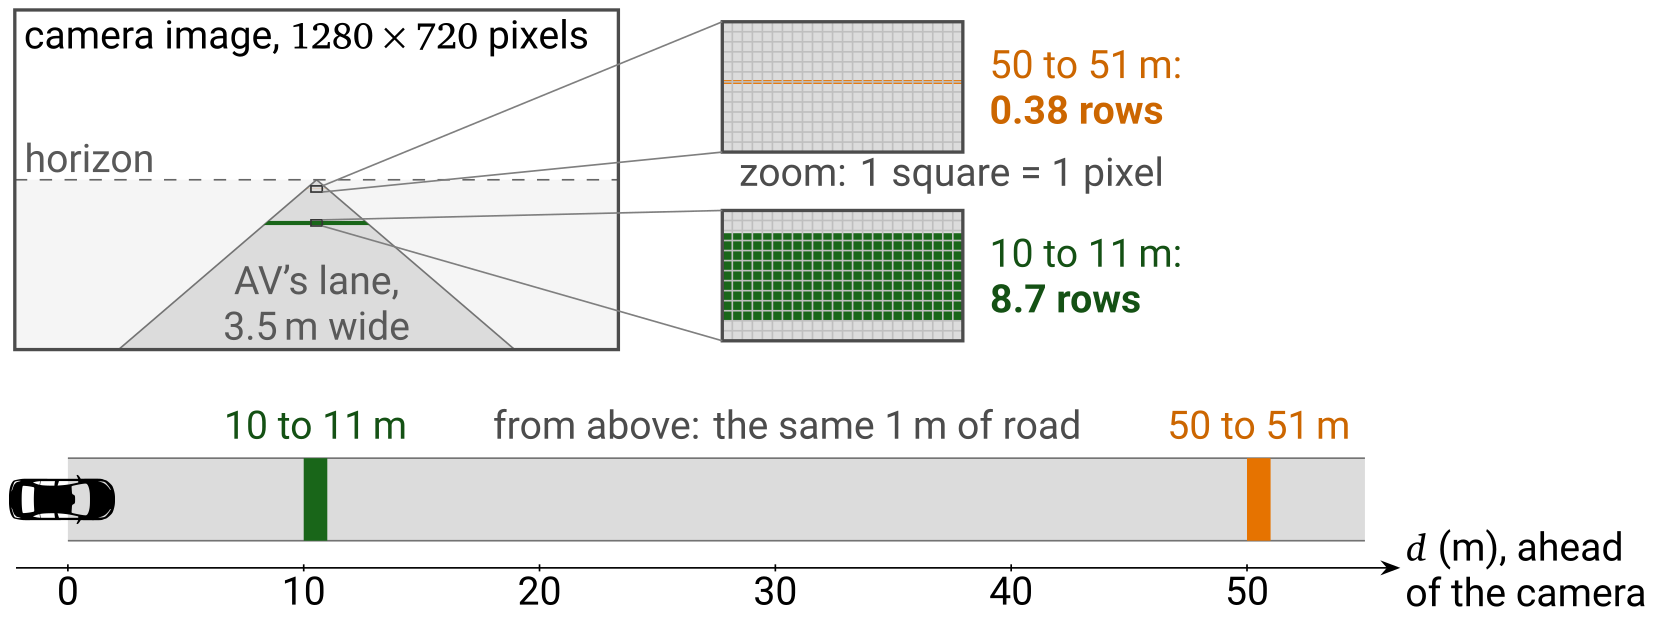 camera image, 1280 × 720 pixels
horizon
AV’s lane,
3.5 m wide
50 to 51 m:
0.38 rows
zoom: 1 square = 1 pixel
10 to 11 m:
8.7 rows
10 to 11 m
from above: the same 1 m of road
50 to 51 m
0
10
20
30
40
50
d (m), ahead
of the camera